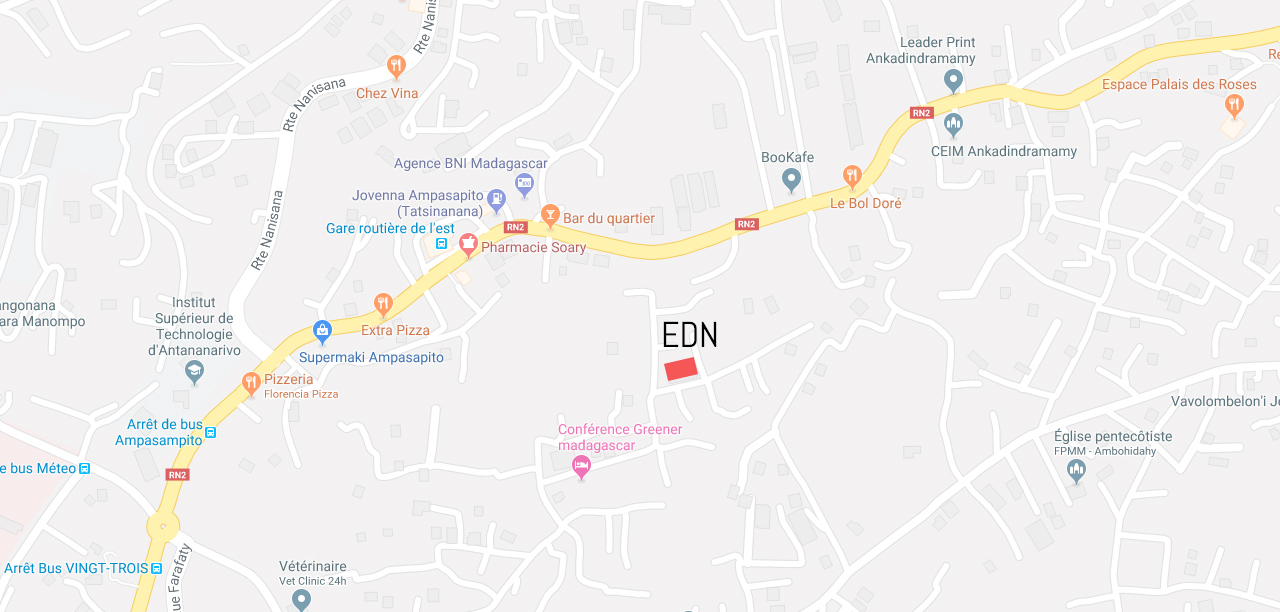 Rte Nanisana
Leader Print
Ankadindramamy
Re
Chez Vina
Rte Nanisana
Espace Palais des Roses
RN2
CEIM Ankadindramamy
Agence BNI Madagascar
BooKafe
Jovenna Ampasapito
(Tatsinanana)
Le Bol Doré
Bar du quartier
RN2
RN2
Gare routière de l'est
Pharmacie Soary
Rte Nanisana
angonana
ara Manompo
Institut
Supérieur de
Technologie
d'Antananarivo
Extra Pizza
EDN
Supermaki Ampasapito
Pizzeria
Florencia Pizza
Vavolombelon'i Je
Arrêt de bus
Ampasampito
Conférence Greener
madagascar
Église pentecôtiste
FPMM - Ambohidahy
e bus Méteo
RN2
Arrêt Bus VINGT-TROIS
ue Farafaty
Vétérinaire
Vet Clinic 24h